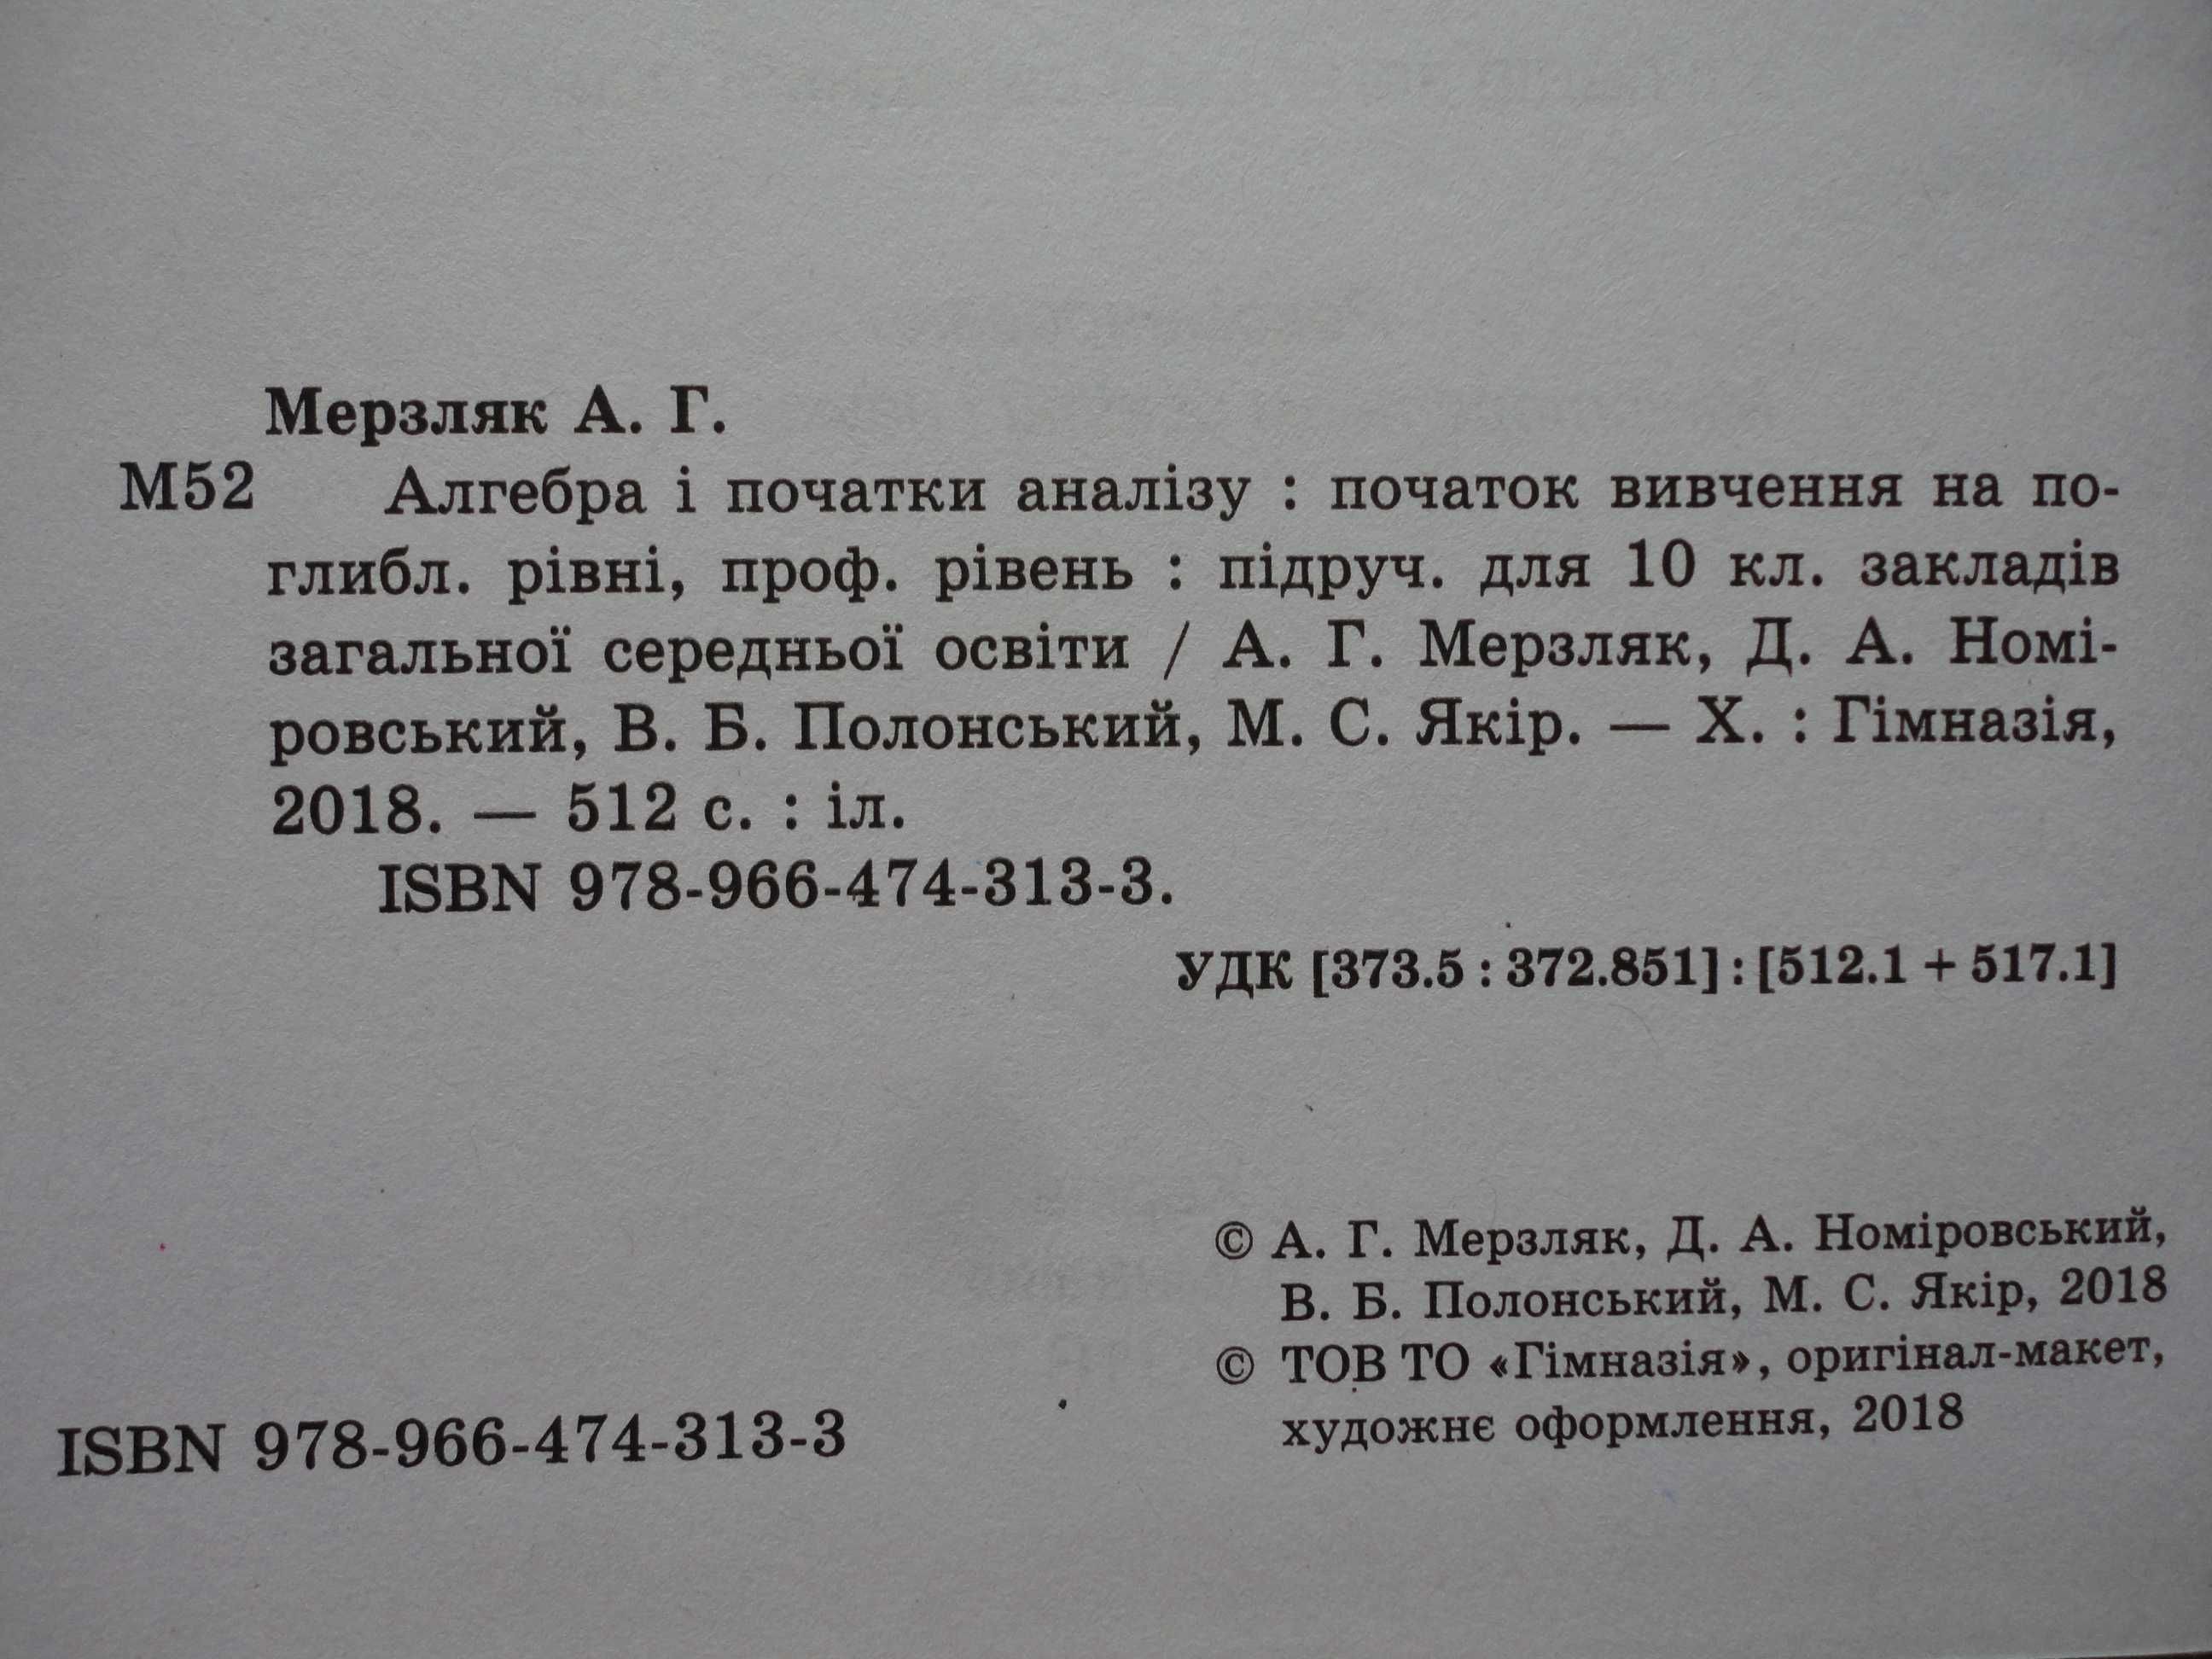 Мерзляк А. Г.
М52 Алгебра і початки аналізу : початок вивчення на по-
глибл. рівні, проф. рівень : підруч. для 10 кл. закладів
загальної середньої освіти / А. Г. Мерзляк, Д. А. Номі-
ровський, В. Б. Полонський, М. С. Якір. — Х. : Гімназія,
2018. — 512 с. : іл.
ISBN 978-966-474-313-3.
УДК [373.5 : 372.851] : [512.1 + 517.1]
© А. Г. Мерзляк, Д. А. Номіровський,
В. Б. Полонський, М. С. Якір, 2018
© ТОВ ТО «Гімназія», оригінал-макет,
художнє оформлення, 2018
ISBN 978-966-474-313-3